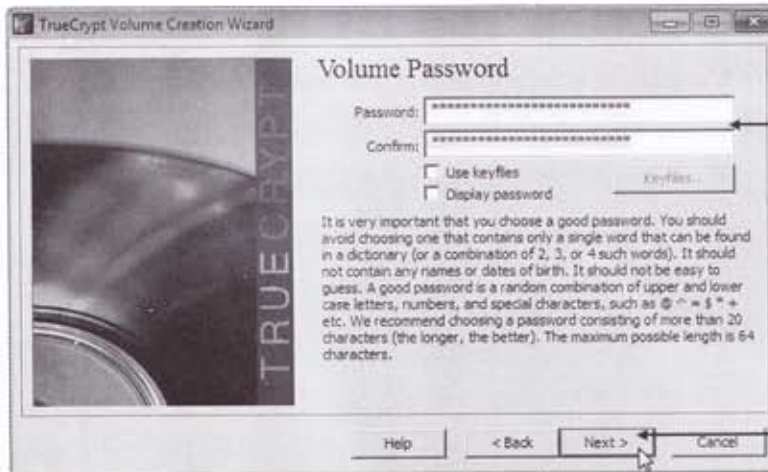 TrueCrypt Volume Creation Wizard
Volume Password
Password: **************************
Confirm: **************************
Use keyfiles
Keyfiles...
Display password
It is very important that you choose a good password. You should
avoid choosing one that contains only a single word that can be found
in a dictionary (or a combination of 2, 3, or 4 such words). It should
not contain any names or dates of birth. It should not be easy to
guess. A good password is a random combination of upper and lower
case letters, numbers, and special characters, such as @ ^ = $ * +
etc. We recommend choosing a password consisting of more than 20
characters (the longer, the better). The maximum possible length is 64
characters.
TRUECRYPT
Help
< Back
Next >
Cancel